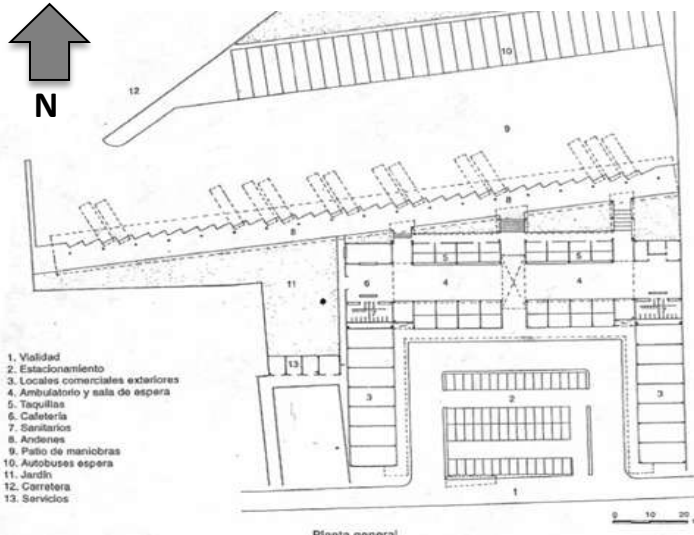 N
12
10
9
8
8
5
5
6
4
4
11
13
3
2
3
1
1. Vialidad
2. Estacionamiento
3. Locales comerciales exteriores
4. Ambulatorio y sala de espera
5. Taquillas
6. Cafetería
7. Sanitarios
8. Andenes
9. Patio de maniobras
10. Autobuses espera
11. Jardín
12. Carretera
13. Servicios
0 10 20
Planta general